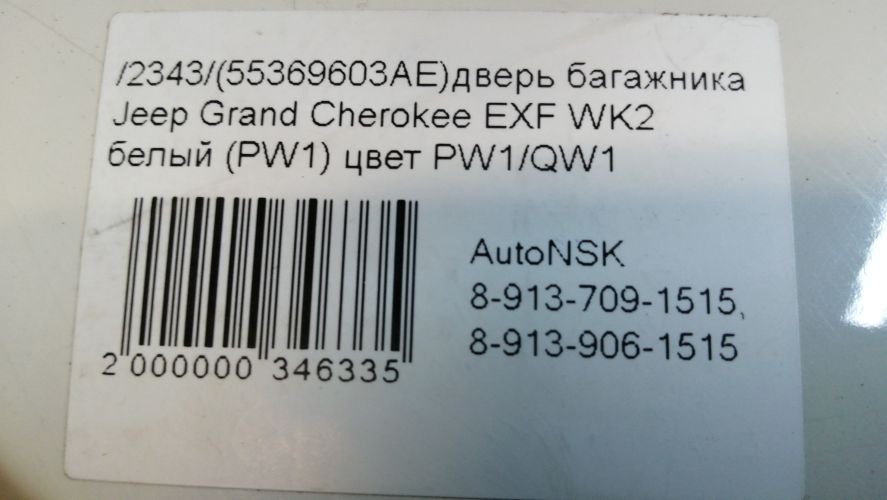 /2343/(55369603AE)дверь багажника
Jeep Grand Cherokee EXF WK2
белый (PW1) цвет PW1/QW1
AutoNSK
8-913-709-1515,
8-913-906-1515
2 000000 346335